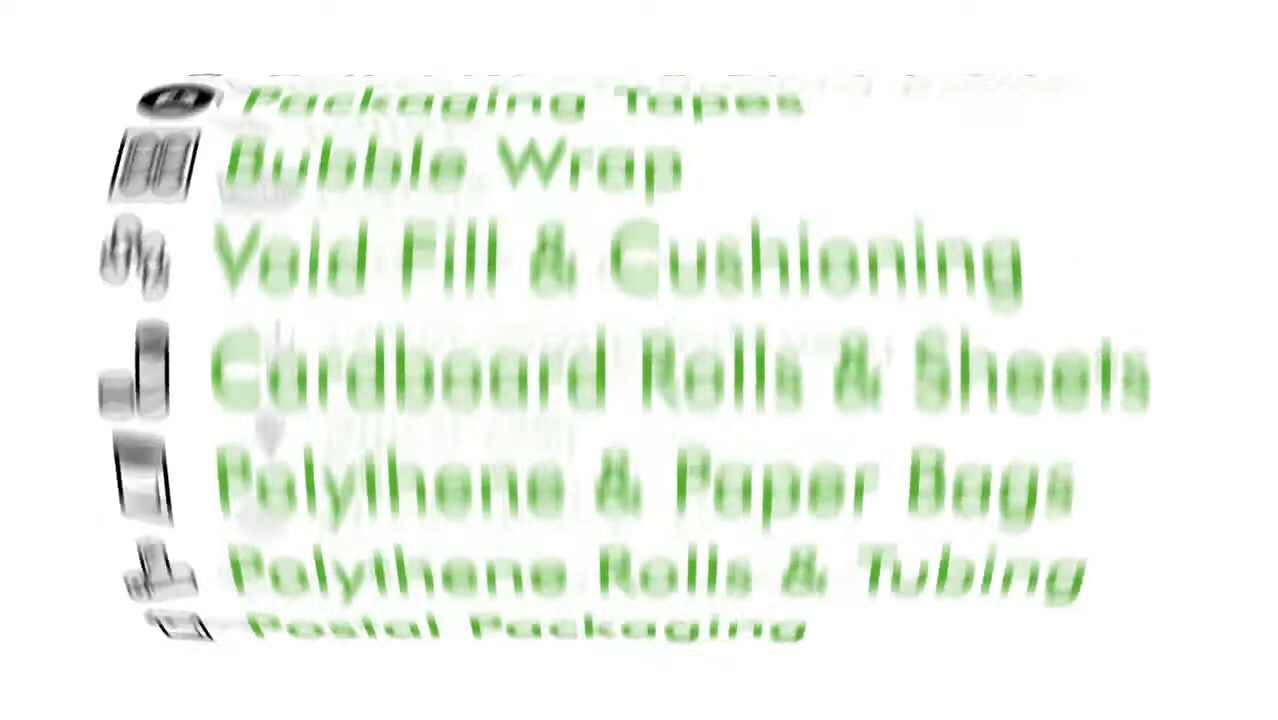 Packaging Tapes
Bubble Wrap
Void Fill & Cushioning
Cardboard Rolls & Sheets
Polythene & Paper Bags
Polythene Rolls & Tubing
Postal Packaging